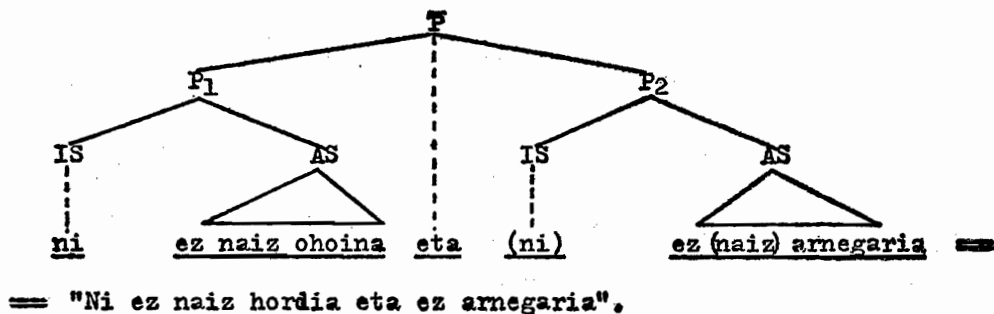 P
P1 P2
IS AS IS AS
ni ez naiz ohoina eta (ni) ez (naiz) arnegaria ==
== "Ni ez naiz hordia eta ez arnegaria".